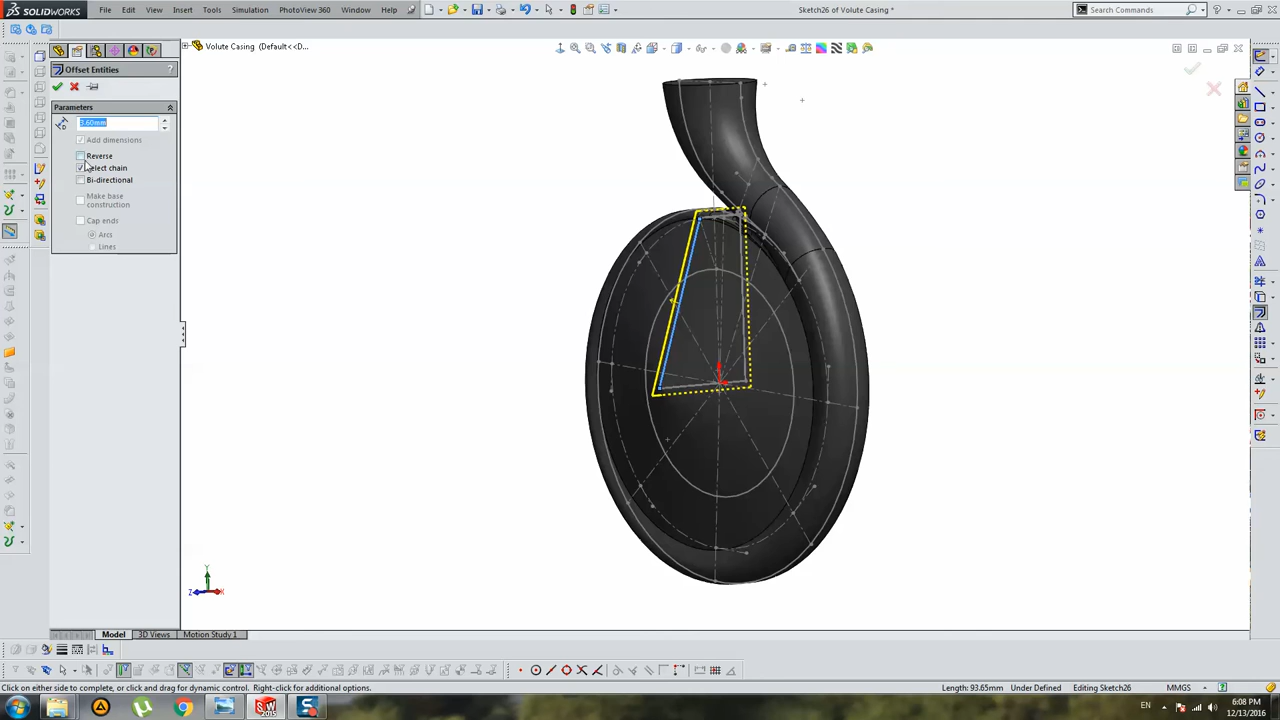 SOLIDWORKS
File
Edit
View
Insert
Tools
Simulation
PhotoView 360
Window
Help
Sketch26 of Volute Casing *
Search Commands
Volute Casing (Default<<D...
Offset Entities
?
Parameters
3.60mm
Add dimensions
Reverse
Select chain
Bi-directional
Make base
construction
Cap ends
Arcs
Lines
Y
Z
X
Model
3D Views
Motion Study 1
Click on either side to complete, or click and drag for dynamic control. Right-click for additional options.
Length: 93.65mm
Under Defined
Editing Sketch26
MMGS
EN
6:08 PM
12/13/2016